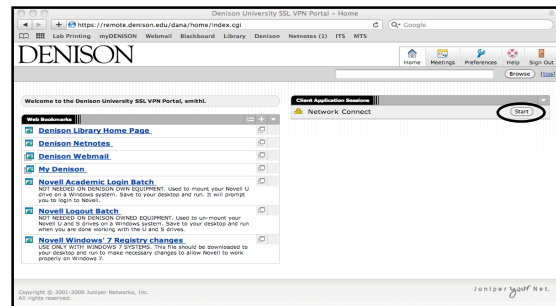 Denison University SSL VPN Portal – Home
https://remote.denison.edu/dana/home/index.cgi
Google
Lab Printing myDENISON Webmail Blackboard Library Denison Netnotes (1) ITS MTS
DENISON
Home Meetings Preferences Help Sign Out
Browse (tips)
Welcome to the Denison University SSL VPN Portal, smithl.
Web Bookmarks
Denison Library Home Page
Denison Netnotes
Denison Webmail
My Denison
Novell Academic Login Batch
NOT NEEDED ON DENISON OWN EQUIPMENT. Used to mount your Novell U
drive on a Windows system. Save to your desktop and run. It will prompt
you to login to Novell.
Novell Logout Batch
NOT NEEDED ON DENISON OWNED EQUIPMENT. Used to un-mount your
Novell U and S drives on a Windows system. Save to your desktop and run
when you are done working with the U and S drives.
Novell Windows' 7 Registry changes
USE ONLY WITH WINDOWS 7 SYSTEMS. This file should be downloaded to
your desktop and run to make necessary changes to allow Novell to work
properly on Windows 7.
Client Application Sessions
Network Connect Start
Copyright © 2001-2009 Juniper Networks, Inc.
All rights reserved.
Juniper your Net.